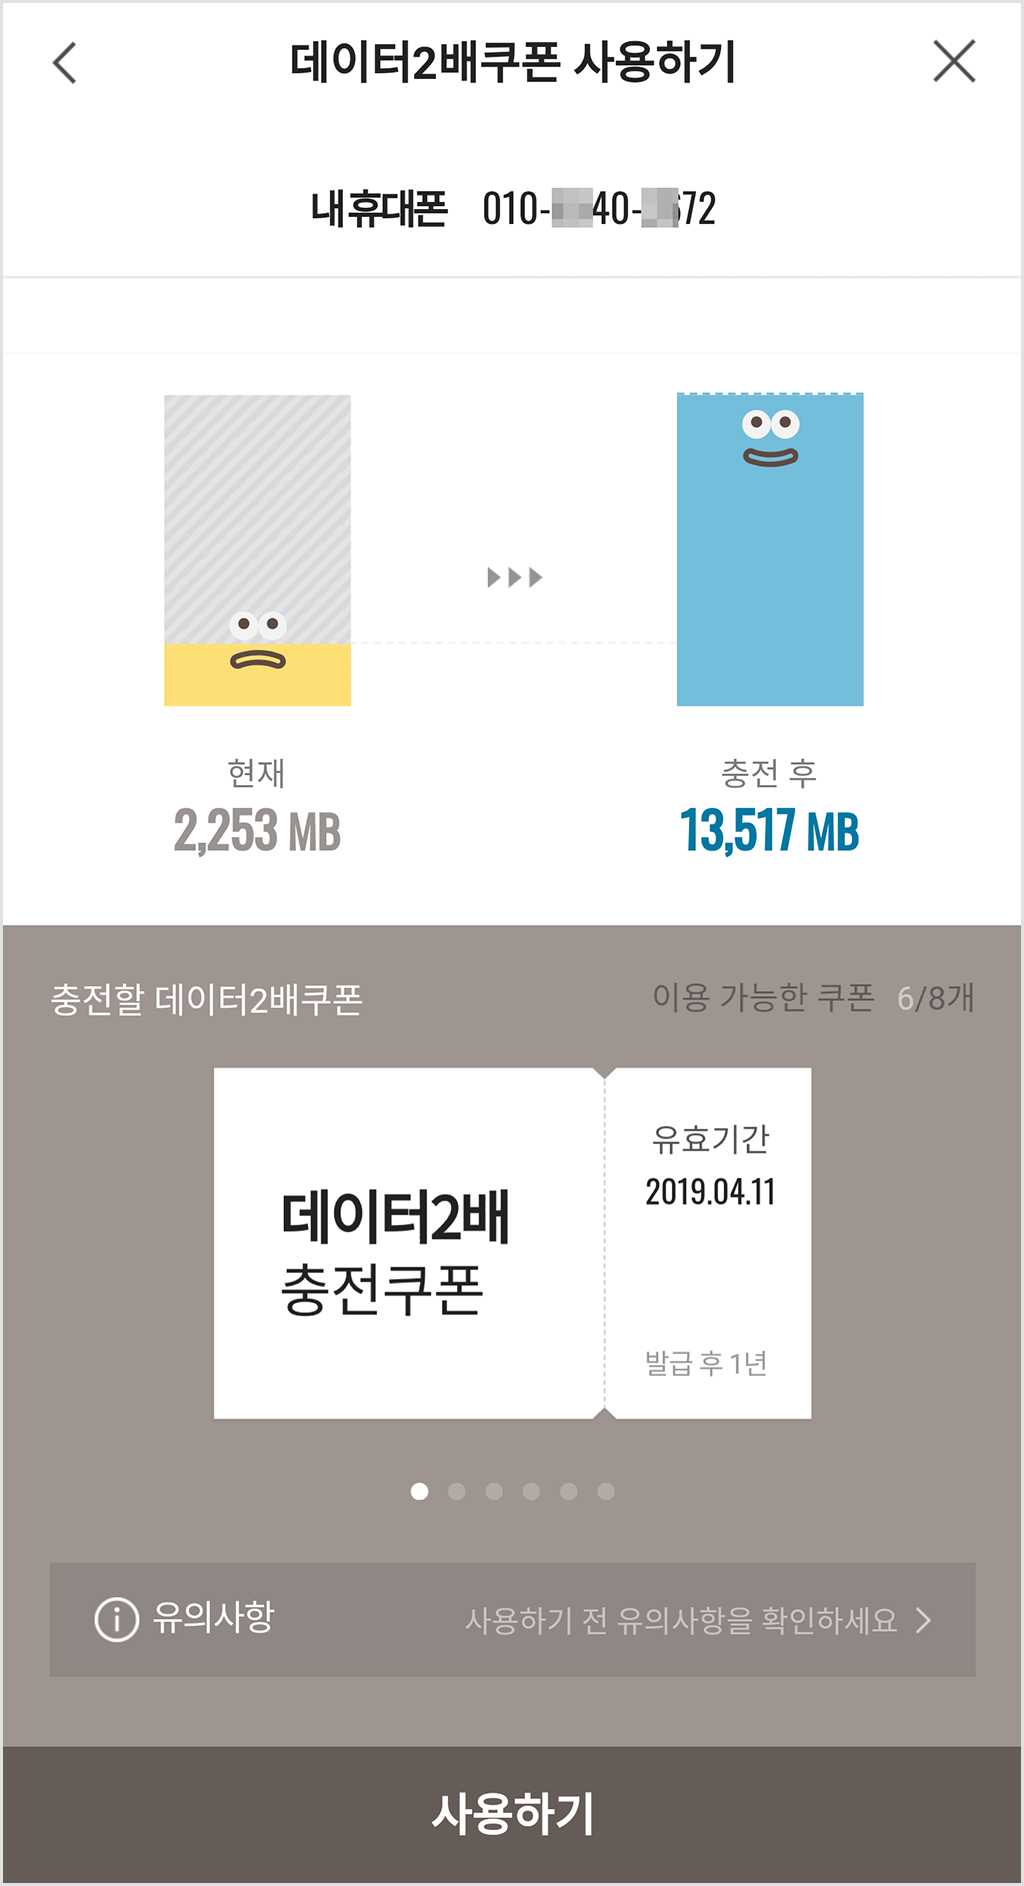 데이터2배쿠폰 사용하기
내 휴대폰 010-40-72
현재
2,253 MB
충전 후
13,517 MB
충전할 데이터2배쿠폰
이용 가능한 쿠폰 6/8개
데이터2배
충전쿠폰
유효기간
2019.04.11
발급 후 1년
유의사항
사용하기 전 유의사항을 확인하세요
사용하기